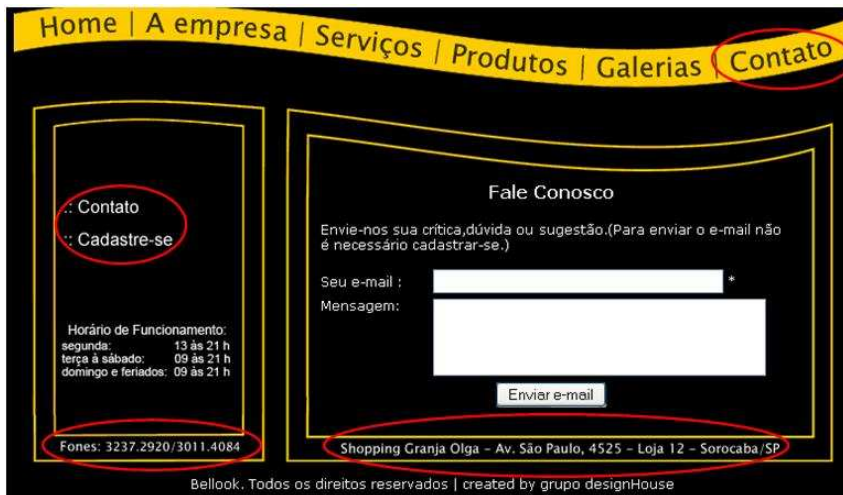 Home | A empresa | Serviços | Produtos | Galerias | Contato
:: Contato
:: Cadastre-se
Horário de Funcionamento:
segunda: 13 às 21 h
terça à sábado: 09 às 21 h
domingo e feriados: 09 às 21 h
Fones: 3237.2920/3011.4084
Fale Conosco
Envie-nos sua crítica,dúvida ou sugestão.(Para enviar o e-mail não
é necessário cadastrar-se.)
Seu e-mail : *
Mensagem:
Enviar e-mail
Shopping Granja Olga - Av. São Paulo, 4525 - Loja 12 - Sorocaba/SP
Bellook. Todos os direitos reservados | created by grupo designHouse